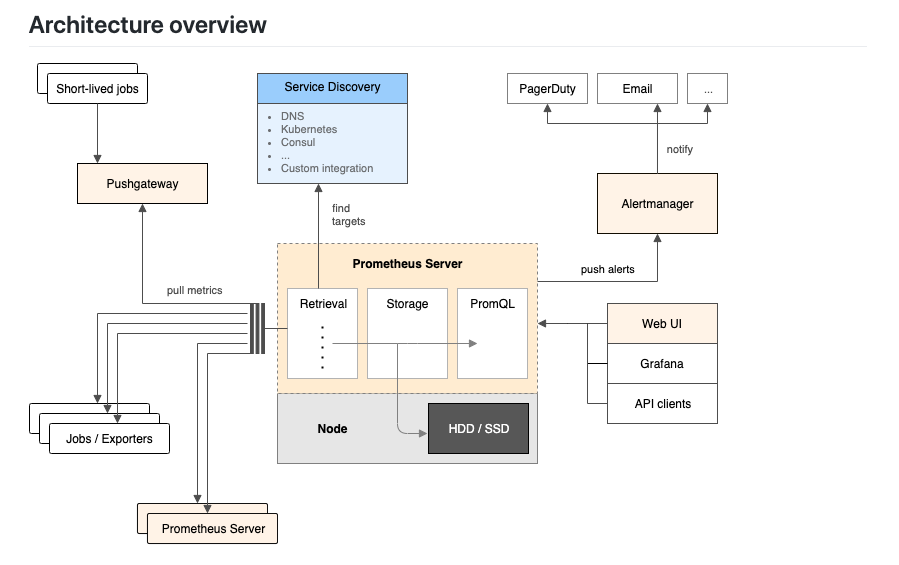 Architecture overview
Short-lived jobs
Service Discovery
DNS
Kubernetes
Consul
...
Custom integration
PagerDuty
Email
...
notify
Pushgateway
Alertmanager
find
targets
Prometheus Server
push alerts
pull metrics
Retrieval
Storage
PromQL
Web UI
Grafana
API clients
Jobs / Exporters
Node
HDD / SSD
Prometheus Server